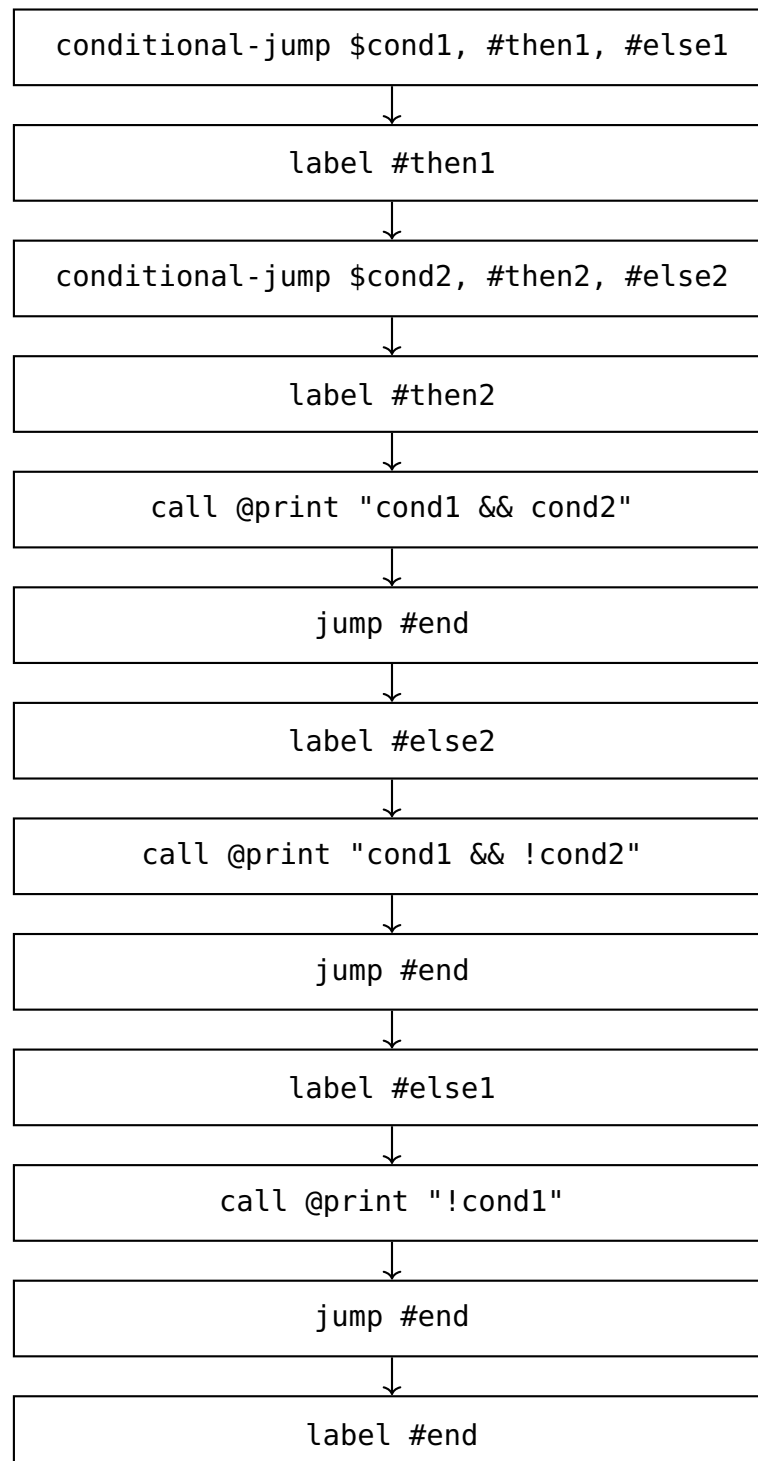 conditional-jump $cond1, #then1, #else1
label #then1
conditional-jump $cond2, #then2, #else2
label #then2
call @print "cond1 && cond2"
jump #end
label #else2
call @print "cond1 && !cond2"
jump #end
label #else1
call @print "!cond1"
jump #end
label #end